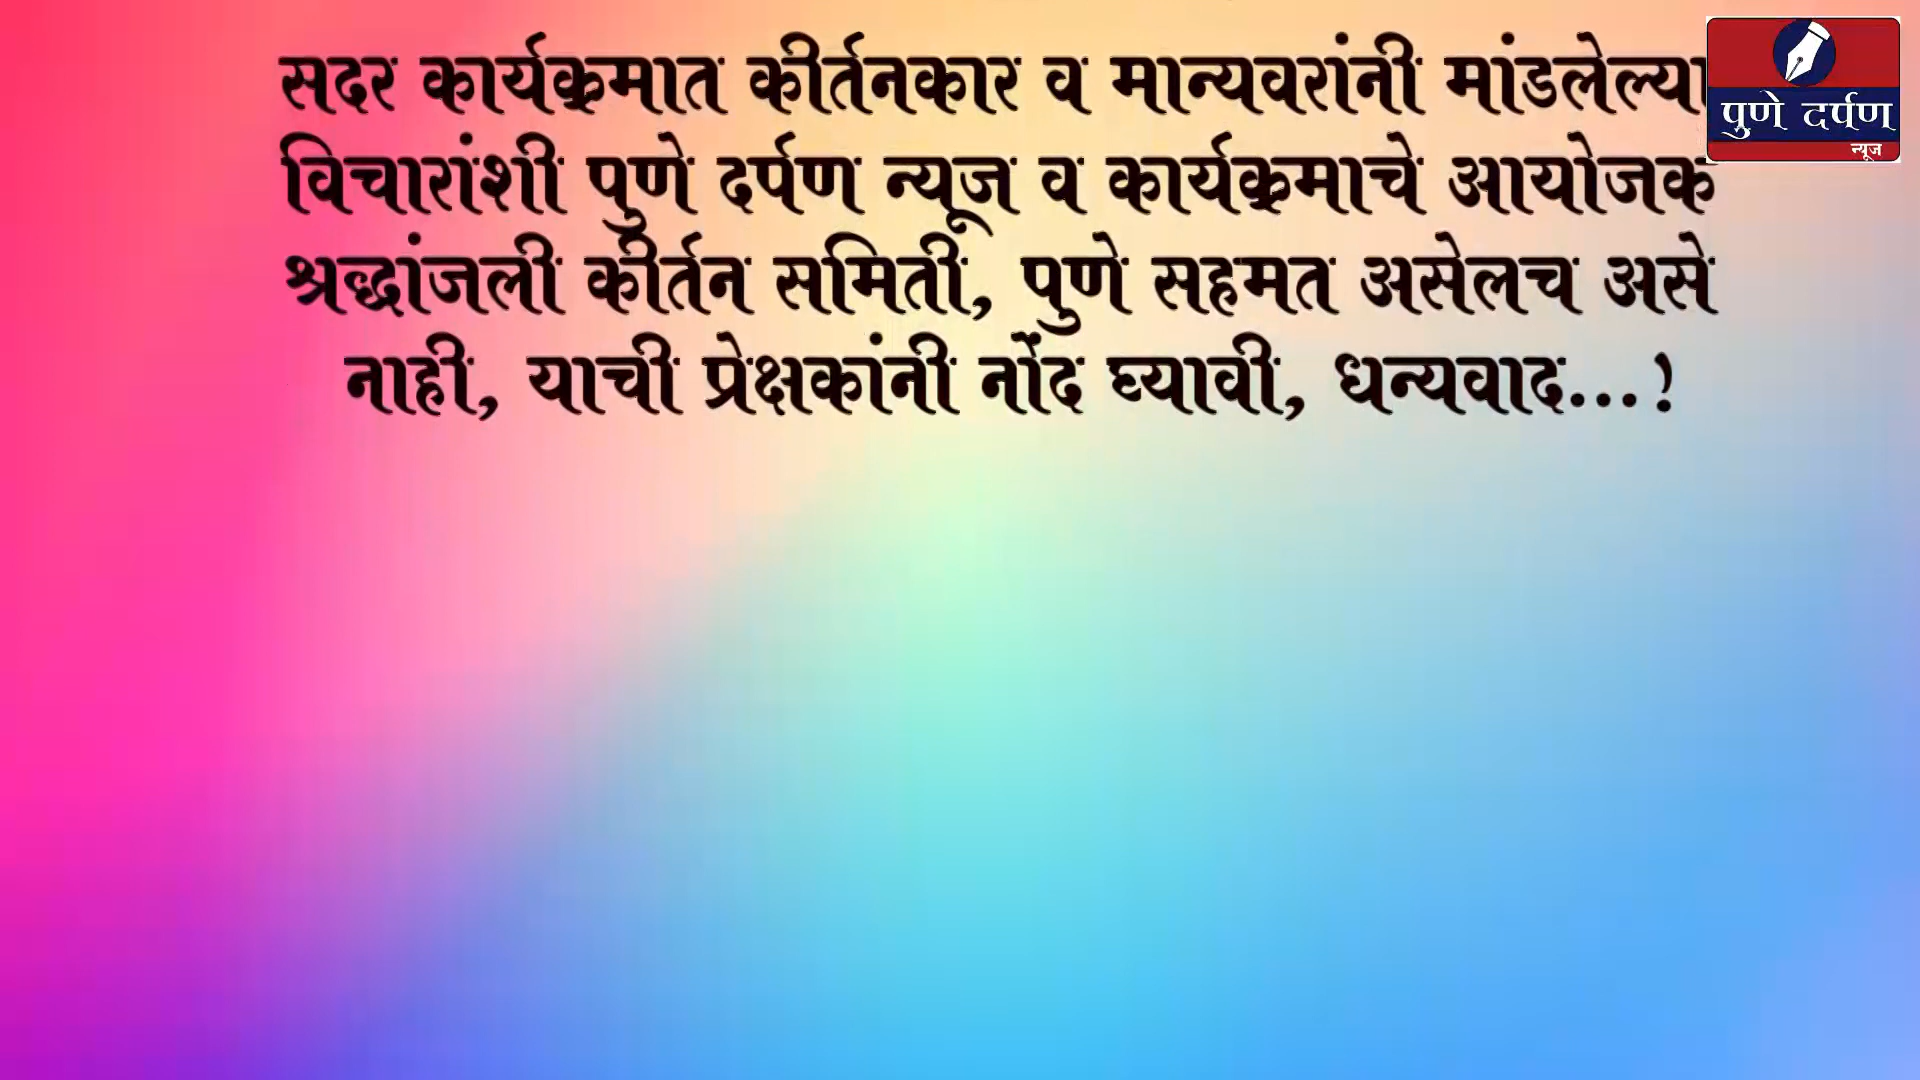 सदर कार्यक्रमात कीर्तनकार व मान्यवरांनी मांडलेल्या
विचारांशी पुणे दर्पण न्यूज व कार्यक्रमाचे आयोजक
श्रद्धांजली कीर्तन समिती, पुणे सहमत असेलच असे
नाही, याची प्रेक्षकांनी नोंद घ्यावी, धन्यवाद...!
पुणे दर्पण
न्यूज